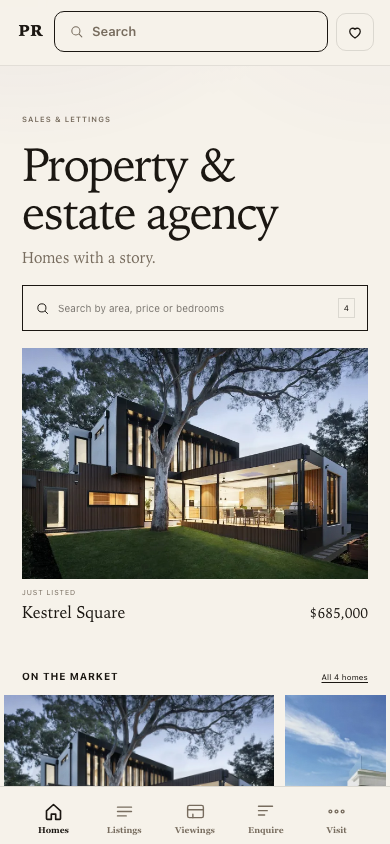 PR
Search
SALES & LETTINGS
Property &
estate agency
Homes with a story.
Search by area, price or bedrooms
4
JUST LISTED
Kestrel Square
$685,000
ON THE MARKET
All 4 homes
Homes
Listings
Viewings
Enquire
Visit